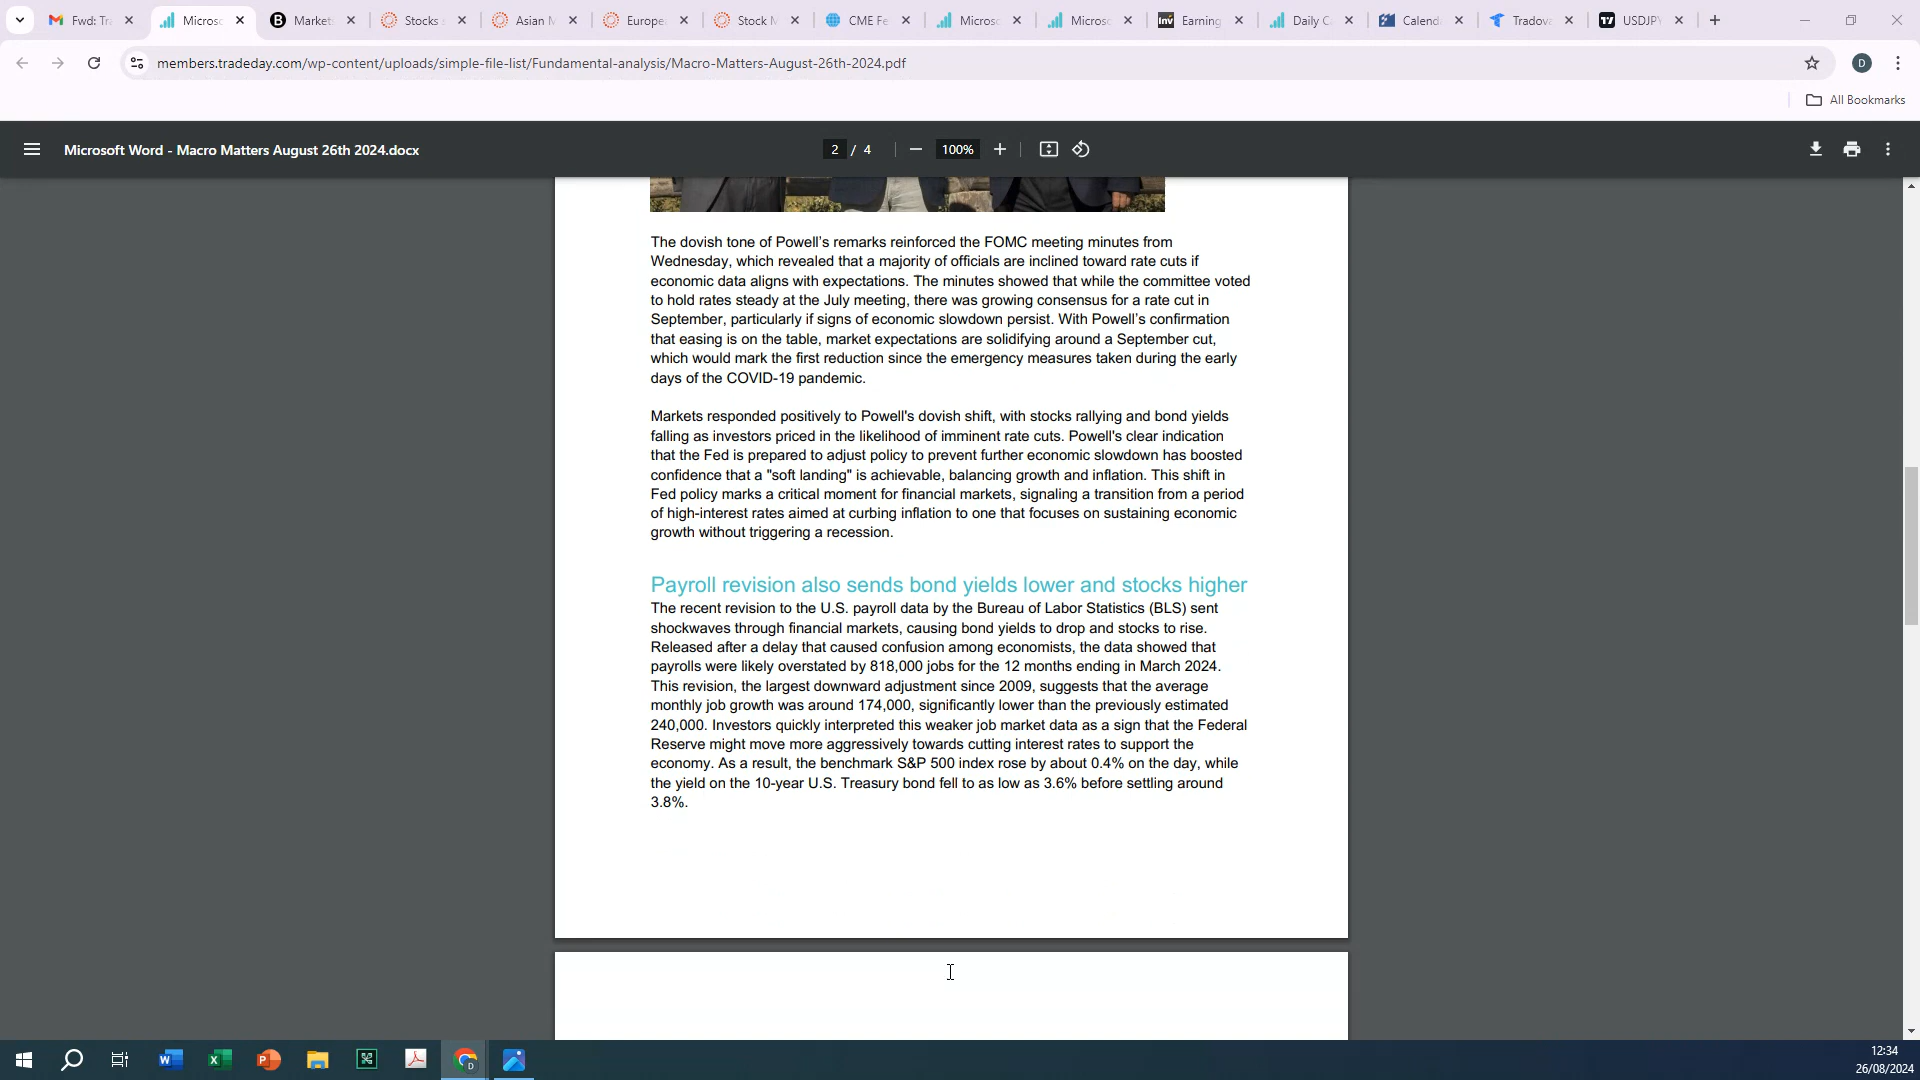 Fwd: Tra
Microso
Market
Stocks a
Asian M
Europe
Stock M
CME Fe
Microso
Microso
Earning
Daily C
Calenda
Tradova
USDJPY
members.tradeday.com/wp-content/uploads/simple-file-list/Fundamental-analysis/Macro-Matters-August-26th-2024.pdf
D
All Bookmarks
Microsoft Word - Macro Matters August 26th 2024.docx
2 / 4
100%
The dovish tone of Powell's remarks reinforced the FOMC meeting minutes from
Wednesday, which revealed that a majority of officials are inclined toward rate cuts if
economic data aligns with expectations. The minutes showed that while the committee voted
to hold rates steady at the July meeting, there was growing consensus for a rate cut in
September, particularly if signs of economic slowdown persist. With Powell's confirmation
that easing is on the table, market expectations are solidifying around a September cut,
which would mark the first reduction since the emergency measures taken during the early
days of the COVID-19 pandemic.
Markets responded positively to Powell's dovish shift, with stocks rallying and bond yields
falling as investors priced in the likelihood of imminent rate cuts. Powell's clear indication
that the Fed is prepared to adjust policy to prevent further economic slowdown has boosted
confidence that a "soft landing" is achievable, balancing growth and inflation. This shift in
Fed policy marks a critical moment for financial markets, signaling a transition from a period
of high-interest rates aimed at curbing inflation to one that focuses on sustaining economic
growth without triggering a recession.
Payroll revision also sends bond yields lower and stocks higher
The recent revision to the U.S. payroll data by the Bureau of Labor Statistics (BLS) sent
shockwaves through financial markets, causing bond yields to drop and stocks to rise.
Released after a delay that caused confusion among economists, the data showed that
payrolls were likely overstated by 818,000 jobs for the 12 months ending in March 2024.
This revision, the largest downward adjustment since 2009, suggests that the average
monthly job growth was around 174,000, significantly lower than the previously estimated
240,000. Investors quickly interpreted this weaker job market data as a sign that the Federal
Reserve might move more aggressively towards cutting interest rates to support the
economy. As a result, the benchmark S&P 500 index rose by about 0.4% on the day, while
the yield on the 10-year U.S. Treasury bond fell to as low as 3.6% before settling around
3.8%.
12:34
26/08/2024